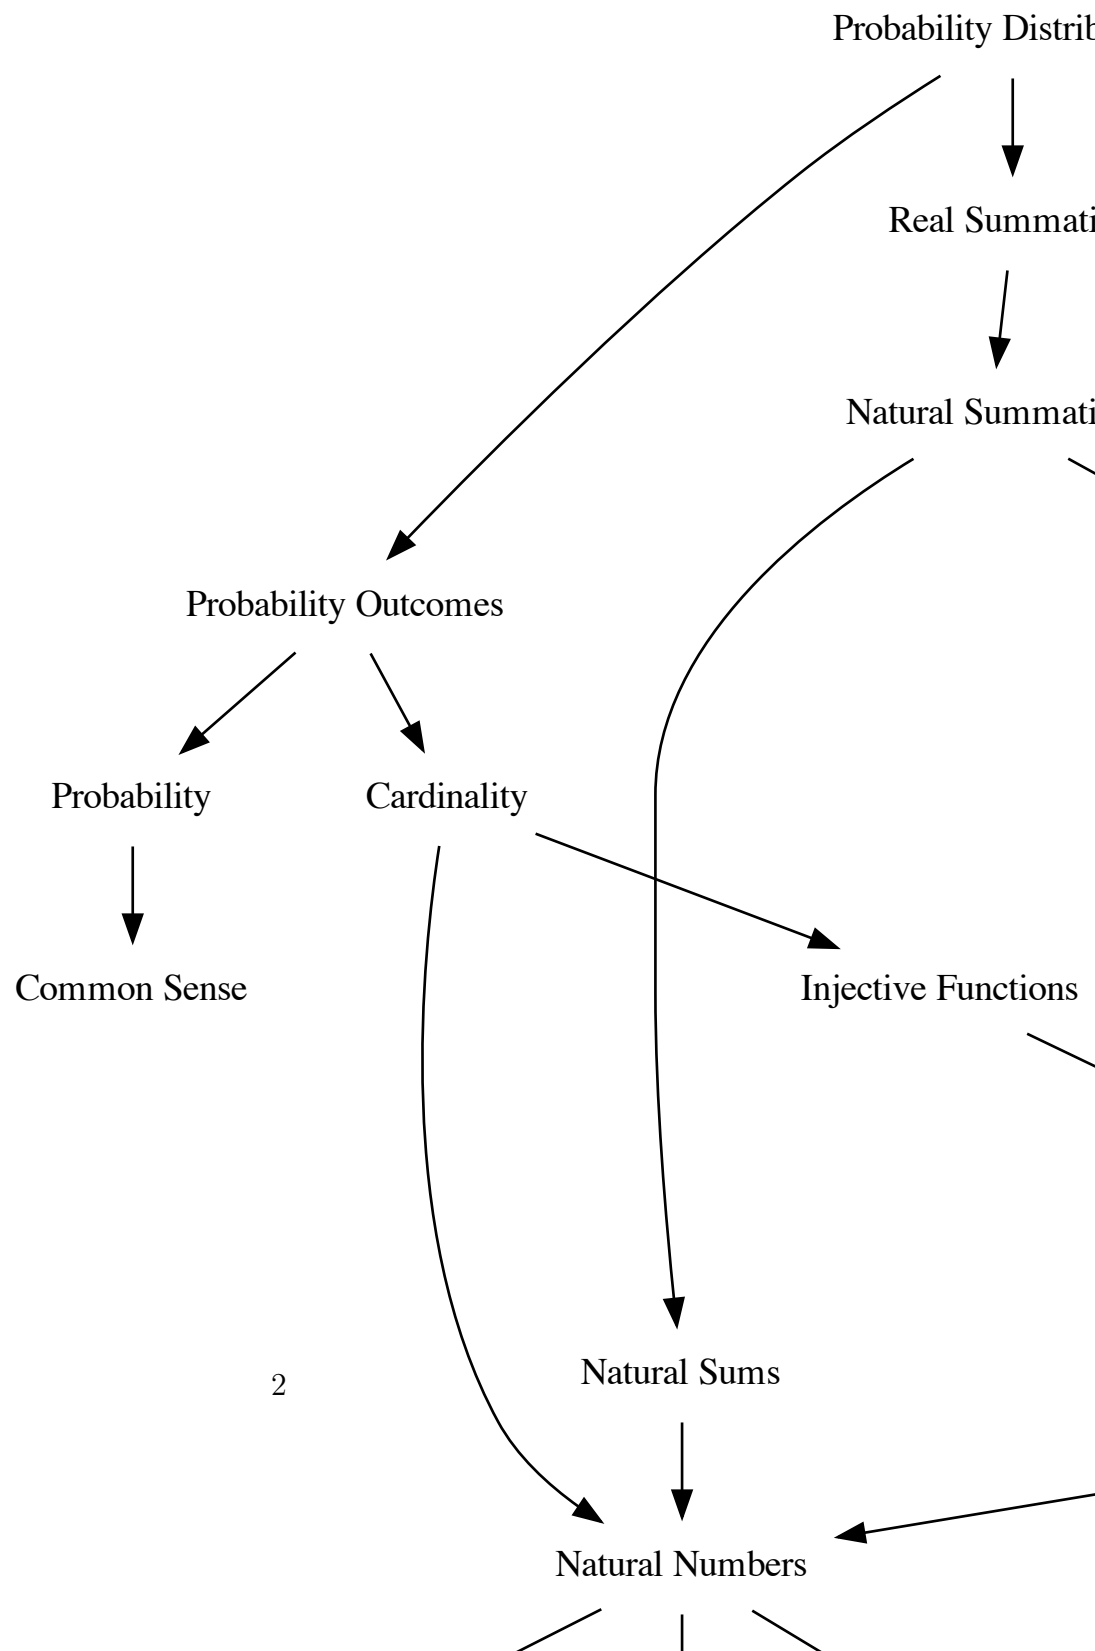 Probability Distrib
Real Summati
Natural Summati
Probability Outcomes
Probability
Cardinality
Common Sense
Injective Functions
Natural Sums
2
Natural Numbers